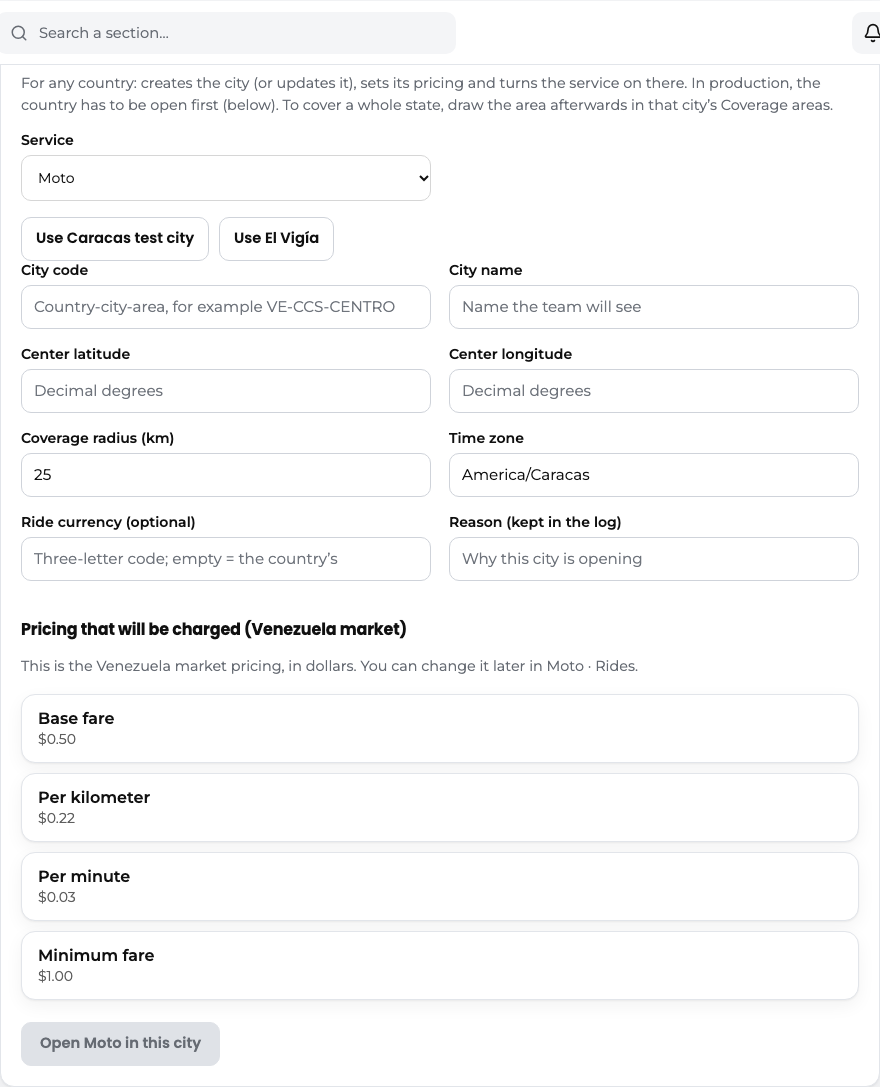 Search a section...
For any country: creates the city (or updates it), sets its pricing and turns the service on there. In production, the
country has to be open first (below). To cover a whole state, draw the area afterwards in that city’s Coverage areas.
Service
Moto
Use Caracas test city
Use El Vigía
City code
City name
Country-city-area, for example VE-CCS-CENTRO
Name the team will see
Center latitude
Center longitude
Decimal degrees
Decimal degrees
Coverage radius (km)
Time zone
25
America/Caracas
Ride currency (optional)
Reason (kept in the log)
Three-letter code; empty = the country’s
Why this city is opening
Pricing that will be charged (Venezuela market)
This is the Venezuela market pricing, in dollars. You can change it later in Moto · Rides.
Base fare
$0.50
Per kilometer
$0.22
Per minute
$0.03
Minimum fare
$1.00
Open Moto in this city